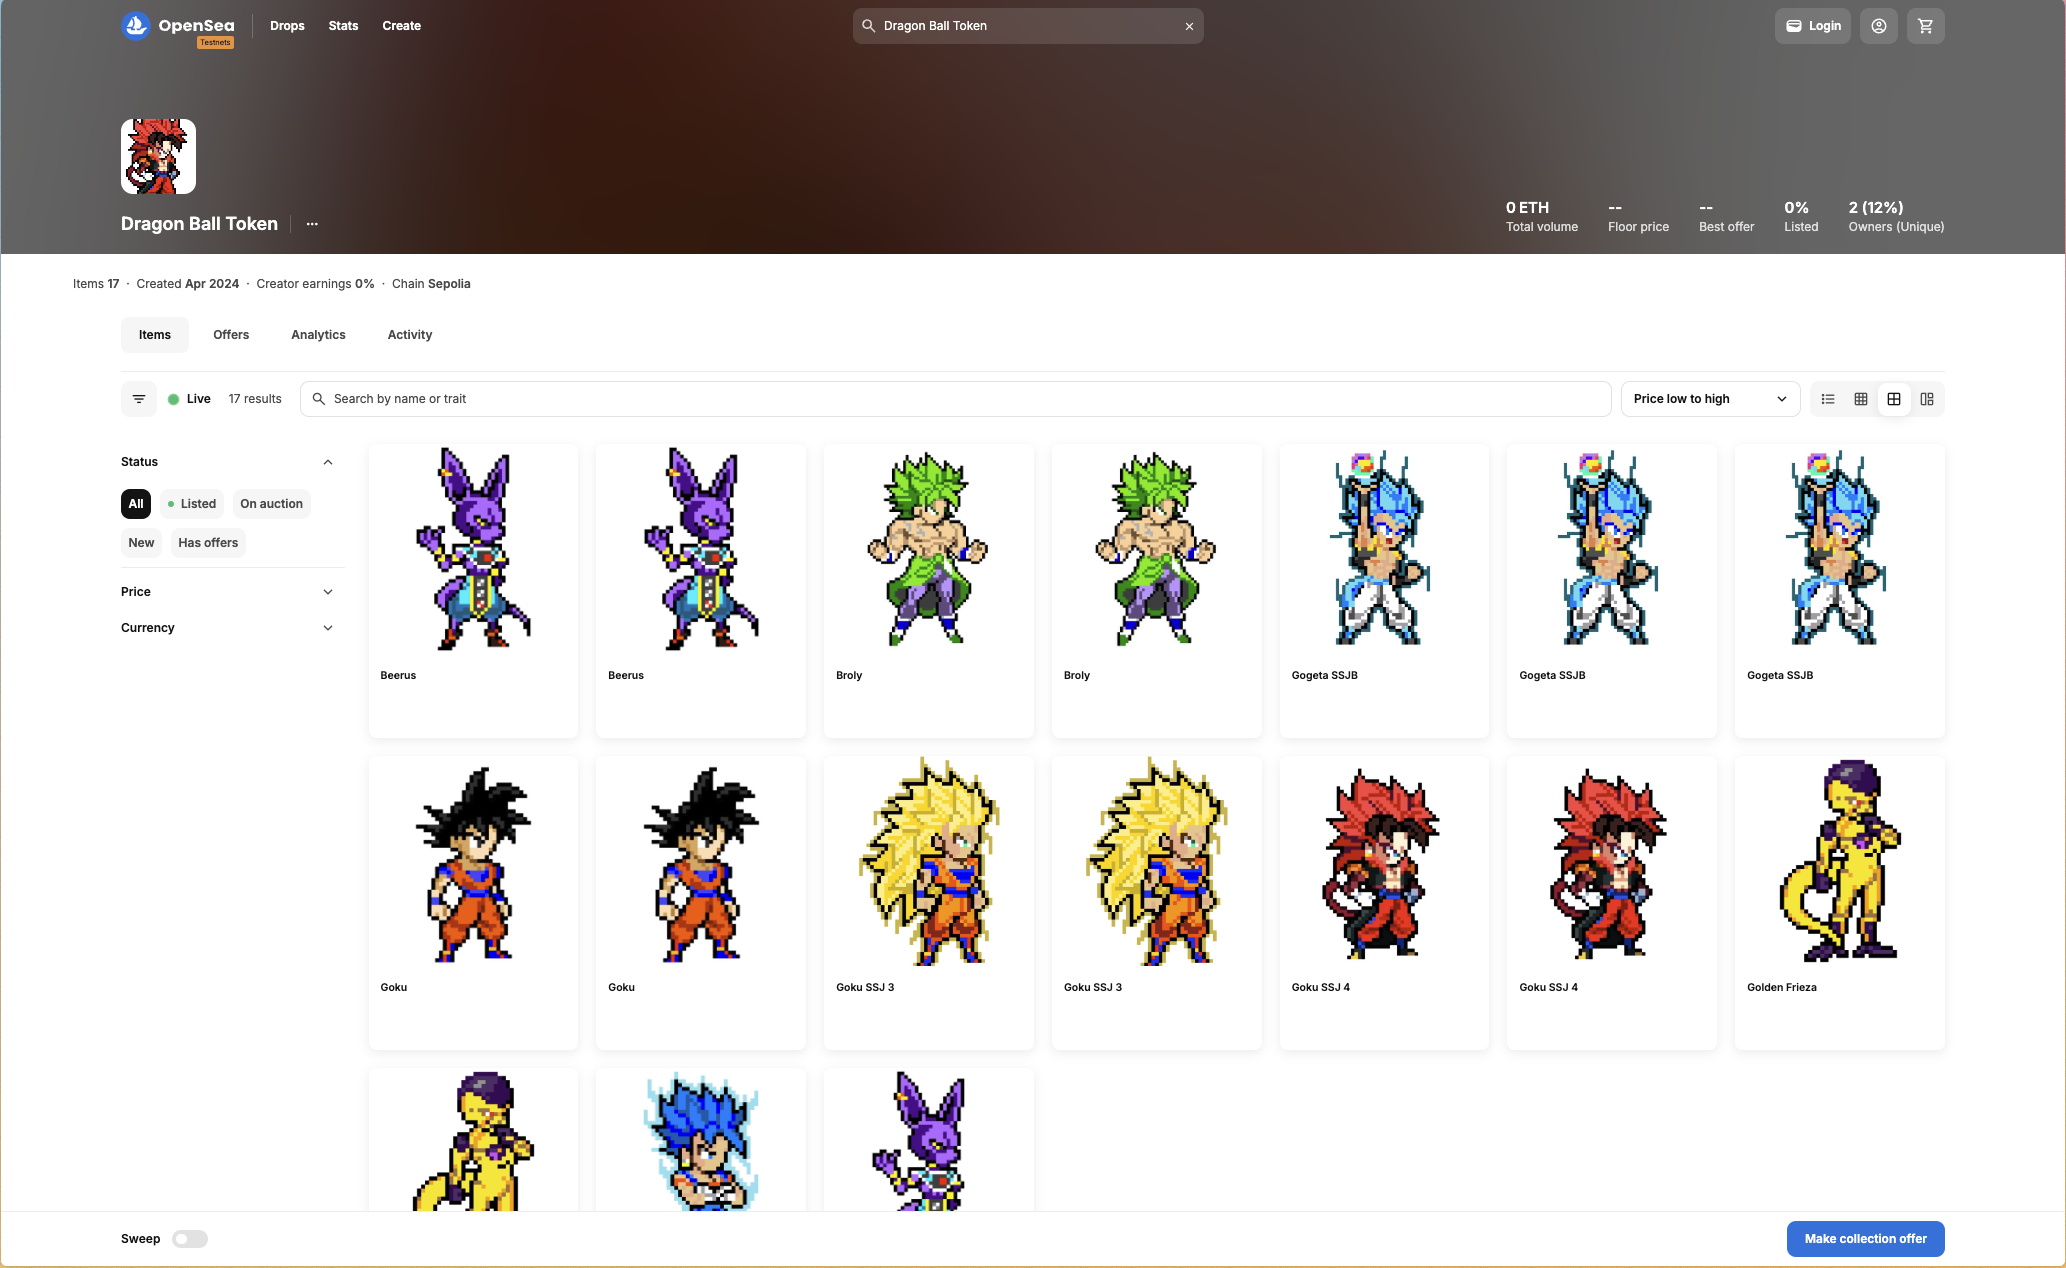 OpenSea
Testnets
Drops
Stats
Create
Dragon Ball Token
Login
Dragon Ball Token
0 ETH
Total volume
--
Floor price
--
Best offer
0%
Listed
2 (12%)
Owners (Unique)
Items 17 · Created Apr 2024 · Creator earnings 0% · Chain Sepolia
Items
Offers
Analytics
Activity
Live
17 results
Search by name or trait
Price low to high
Status
All
Listed
On auction
New
Has offers
Price
Currency
Beerus
Beerus
Broly
Broly
Gogeta SSJB
Gogeta SSJB
Gogeta SSJB
Goku
Goku
Goku SSJ 3
Goku SSJ 3
Goku SSJ 4
Goku SSJ 4
Golden Frieza
Sweep
Make collection offer